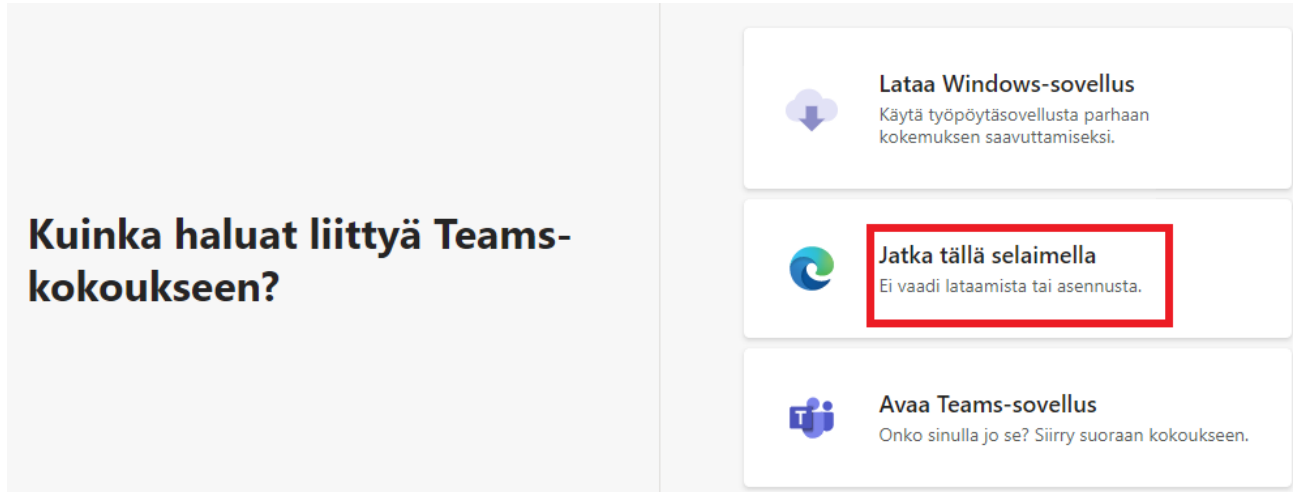 Kuinka haluat liittyä Teams-
kokoukseen?
Lataa Windows-sovellus
Käytä työpöytäsovellusta parhaan
kokemuksen saavuttamiseksi.
Jatka tällä selaimella
Ei vaadi lataamista tai asennusta.
Avaa Teams-sovellus
Onko sinulla jo se? Siirry suoraan kokoukseen.